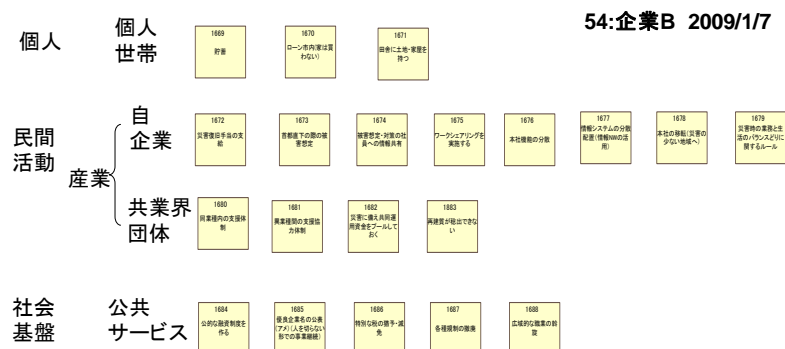 54:企業B 2009/1/7
個人
個人
世帯
1669
貯蓄
1670
ローン市内(家は買
わない)
1671
田舎に土地・家屋を
持つ
民間
活動
産業
自
企業
1672
災害復旧手当の支
給
1673
首都直下の際の被
害想定
1674
被害想定・対策の社
員への情報共有
1675
ワークシェアリングを
実施する
1676
本社機能の分散
1677
情報システムの分散
配置(情報NWの活
用)
1678
本社の移転(災害の
少ない地域へ)
1679
災害時の業務と生
活のバランスどりに
関するルール
共業界
団体
1680
同業種内の支援体
制
1681
異業種間の支援協
力体制
1682
災害に備え共同運
用資金をプールして
おく
1883
再建資が捻出できな
い
社会
基盤
公共
サービス
1684
公的な融資制度を
作る
1685
優良企業名の公表
(アメ)(人を切らない
形での事業継続)
1686
特別な税の猶予・減
免
1687
各種規制の撤廃
1688
広域的な職業の斡
旋